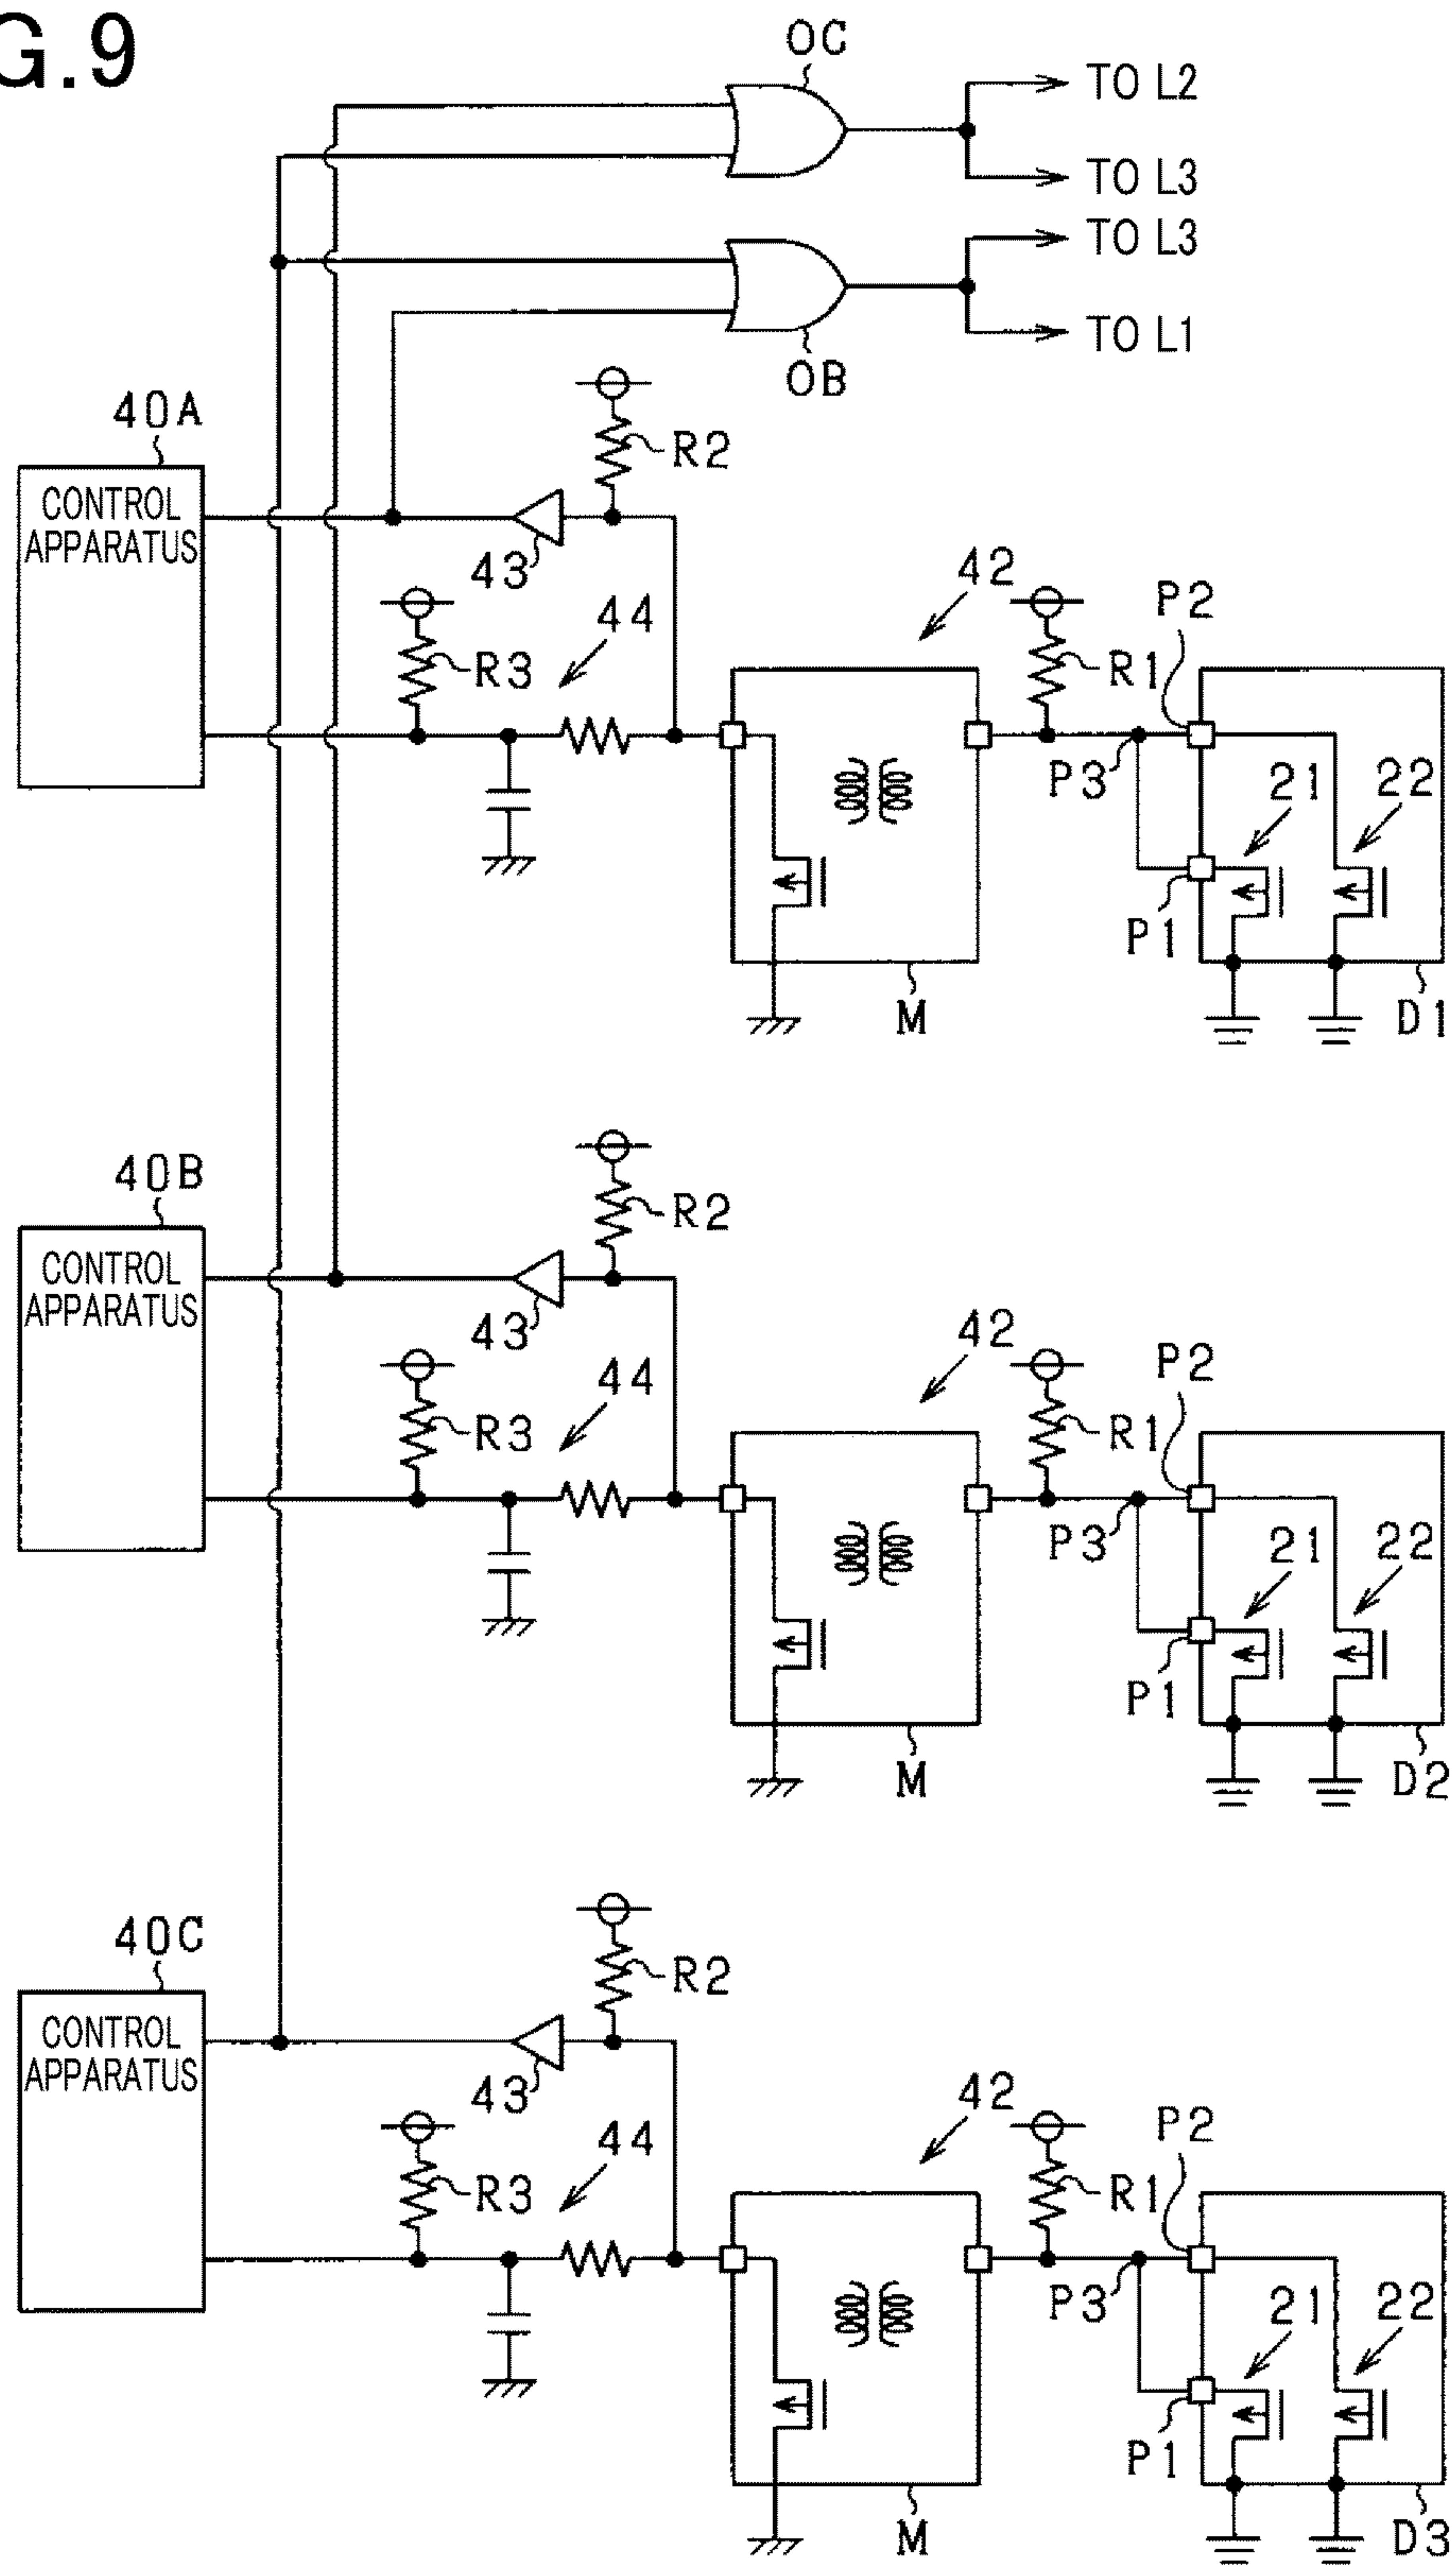 G.9
OC
TO L2
TO L3
TO L3
TO L1
OB
40A
CONTROL
APPARATUS
R2
43
44
R3
42
R1
P2
P3
21
22
P1
M
D1
40B
CONTROL
APPARATUS
R2
43
44
R3
42
R1
P2
P3
21
22
P1
M
D2
40C
CONTROL
APPARATUS
R2
43
44
R3
42
R1
P2
P3
21
22
P1
M
D3